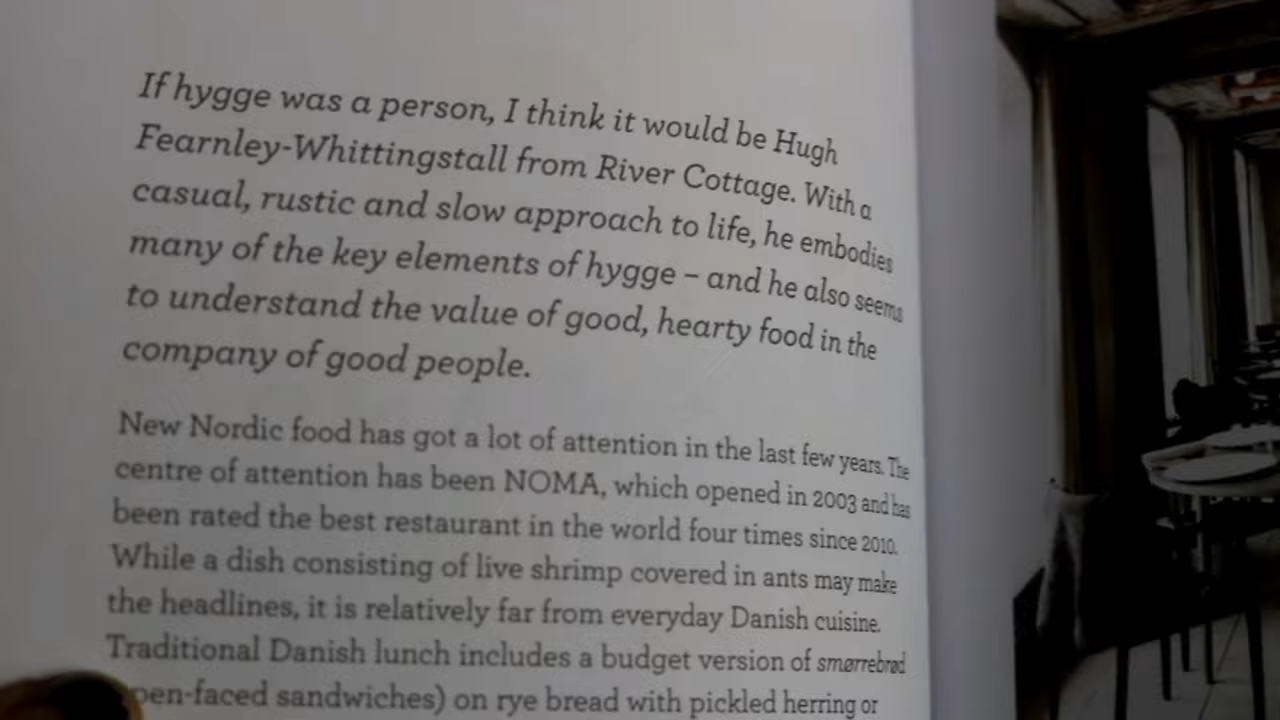 If hygge was a person, I think it would be Hugh
Fearnley-Whittingstall from River Cottage. With a
casual, rustic and slow approach to life, he embodies
many of the key elements of hygge – and he also seems
to understand the value of good, hearty food in the
company of good people.
New Nordic food has got a lot of attention in the last few years. The
centre of attention has been NOMA, which opened in 2003 and has
been rated the best restaurant in the world four times since 2010.
While a dish consisting of live shrimp covered in ants may make
the headlines, it is relatively far from everyday Danish cuisine.
Traditional Danish lunch includes a budget version of smørrebrød
pen-faced sandwiches) on rye bread with pickled herring or